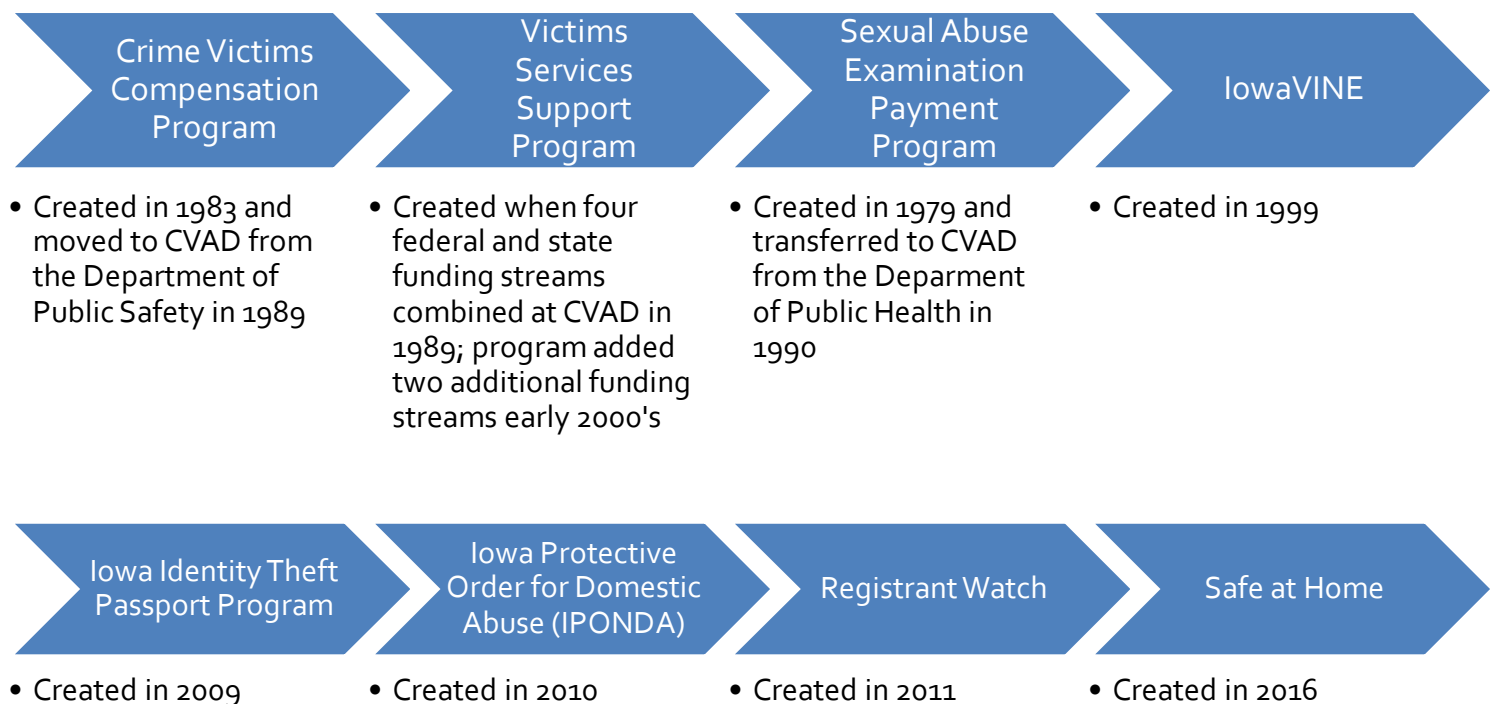 Crime Victims
Compensation
Program
Victims
Services
Support
Program
Sexual Abuse
Examination
Payment
Program
IowaVINE
• Created in 1983 and
moved to CVAD from
the Department of
Public Safety in 1989
• Created when four
federal and state
funding streams
combined at CVAD in
1989; program added
two additional funding
streams early 2000's
• Created in 1979 and
transferred to CVAD
from the Deparment
of Public Health in
1990
• Created in 1999
Iowa Identity Theft
Passport Program
Iowa Protective
Order for Domestic
Abuse (IPONDA)
Registrant Watch
Safe at Home
• Created in 2009
• Created in 2010
• Created in 2011
• Created in 2016